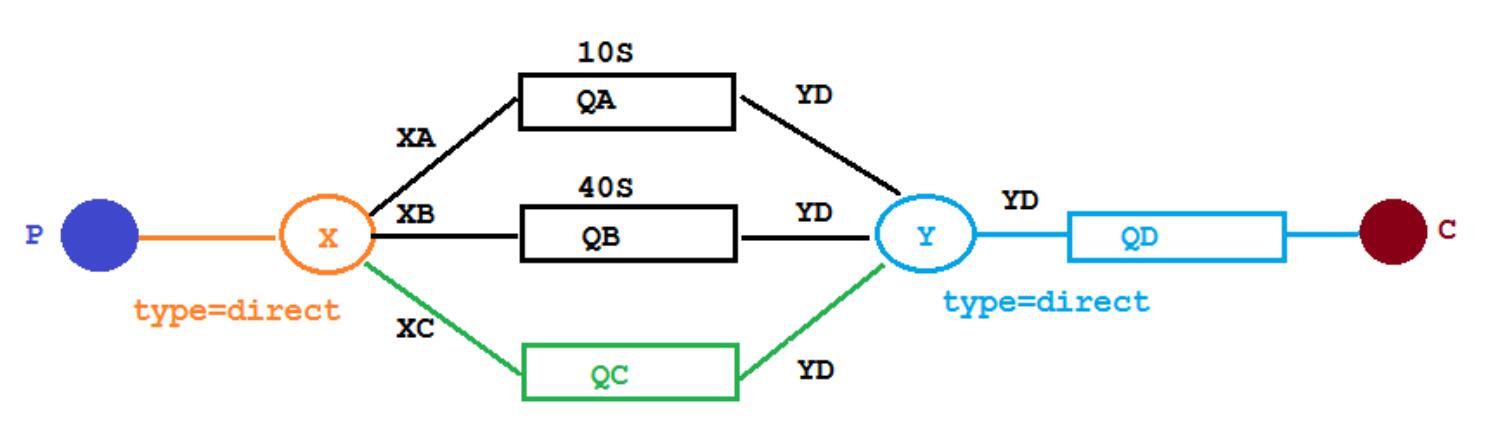 10S
QA
YD
XA
40S
XB
QB
YD
YD
P
X
Y
QD
C
type=direct
type=direct
XC
QC
YD